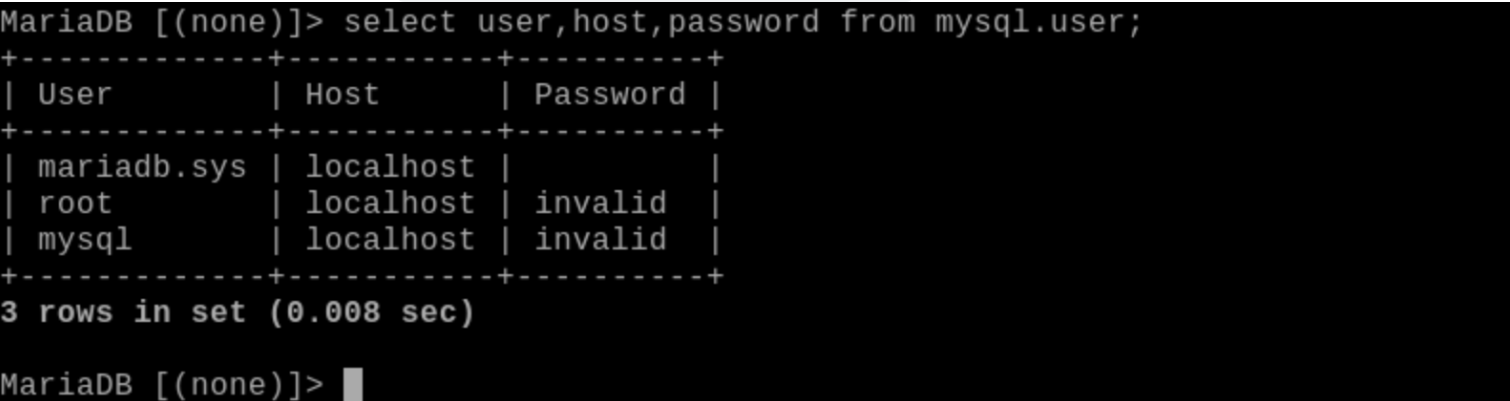 MariaDB [(none)]> select user,host,password from mysql.user;
+-------------+-----------+----------+
| User        | Host      | Password |
+-------------+-----------+----------+
| mariadb.sys | localhost |          |
| root        | localhost | invalid  |
| mysql       | localhost | invalid  |
+-------------+-----------+----------+
3 rows in set (0.008 sec)
MariaDB [(none)]>